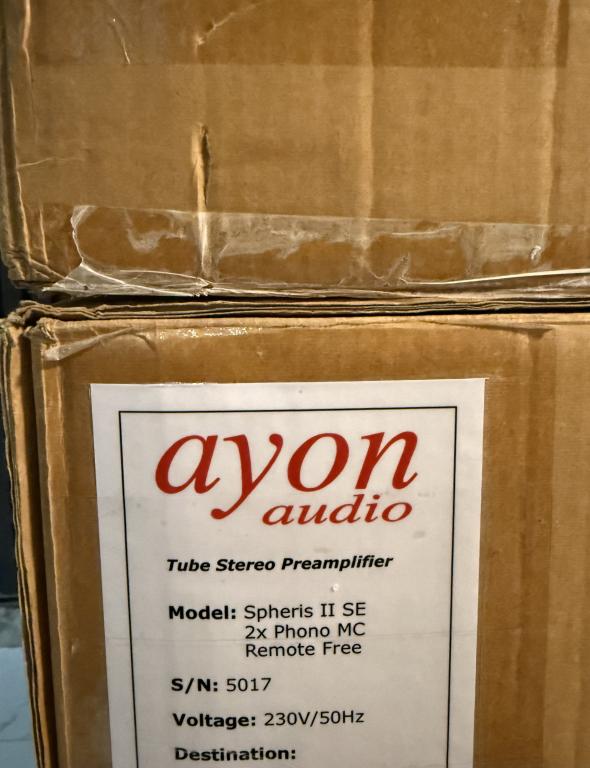 ayon
audio
Tube Stereo Preamplifier
Model: Spheris II SE
2x Phono MC
Remote Free
S/N: 5017
Voltage: 230V/50Hz
Destination: